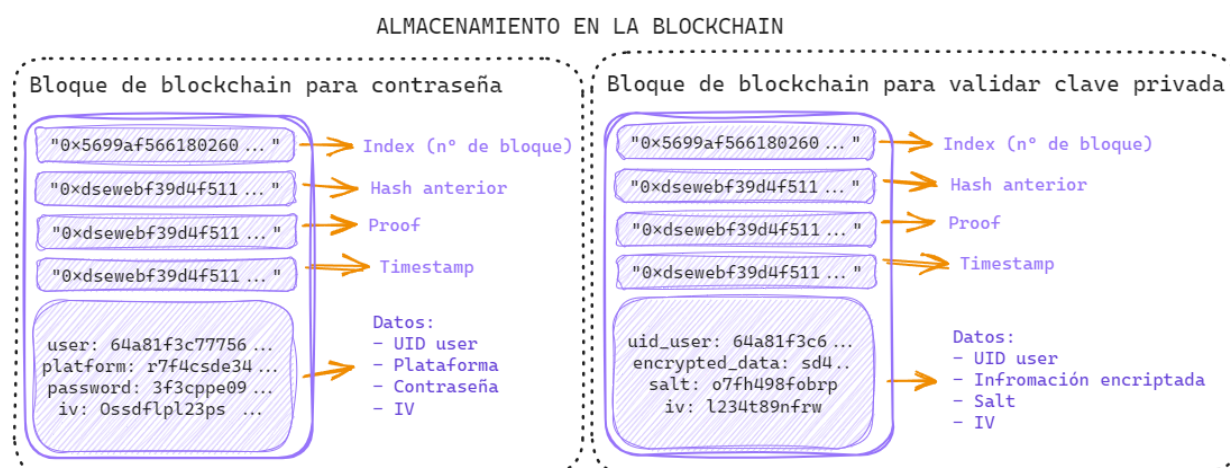 ALMACENAMIENTO EN LA BLOCKCHAIN
Bloque de blockchain para contraseña
"0×5699af566180260 ... "
Index (nº de bloque)
"0×dsewebf39d4f511 ... "
Hash anterior
"0×dsewebf39d4f511 ... "
Proof
"0×dsewebf39d4f511 ... "
Timestamp
user: 64a81f3c77756 ...
platform: r7f4csde34 ...
password: 3f3cppe09 ...
iv: Ossdflpl23ps ...
Datos:
- UID user
- Plataforma
- Contraseña
- IV
Bloque de blockchain para validar clave privada
"0×5699af566180260 ... "
Index (nº de bloque)
"0×dsewebf39d4f511 ... "
Hash anterior
"0×dsewebf39d4f511 ... "
Proof
"0×dsewebf39d4f511 ... "
Timestamp
uid_user: 64a81f3c6 ...
encrypted_data: sd4..
salt: o7fh498fobrp
iv: l234t89nfrw
Datos:
- UID user
- Infromación encriptada
- Salt
- IV